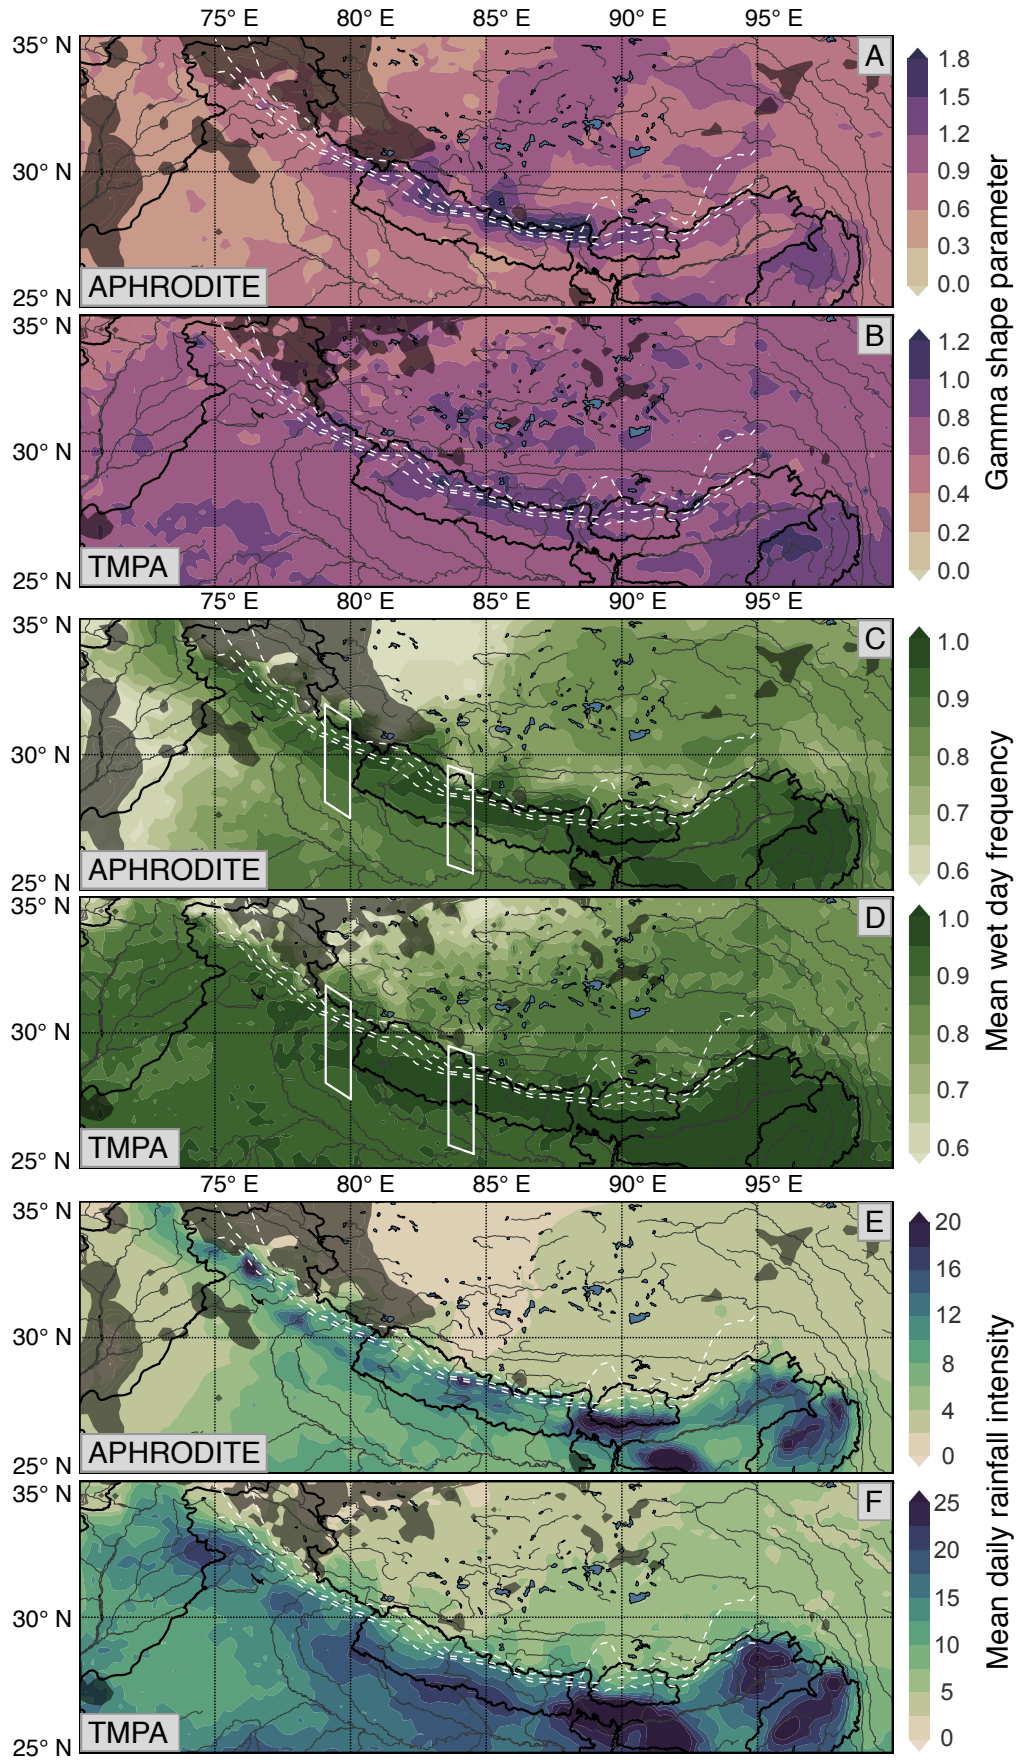 75° E 80° E 85° E 90° E 95° E
35° N
A
30° N
25° N
APHRODITE
1.8
1.5
1.2
0.9
0.6
0.3
0.0
35° N
B
30° N
25° N
TMPA
1.2
1.0
0.8
0.6
0.4
0.2
0.0
Gamma shape parameter
75° E 80° E 85° E 90° E 95° E
35° N
C
30° N
25° N
APHRODITE
1.0
0.9
0.8
0.7
0.6
35° N
D
30° N
25° N
TMPA
1.0
0.9
0.8
0.7
0.6
Mean wet day frequency
75° E 80° E 85° E 90° E 95° E
35° N
E
30° N
25° N
APHRODITE
20
16
12
8
4
0
35° N
F
30° N
25° N
TMPA
25
20
15
10
5
0
Mean daily rainfall intensity